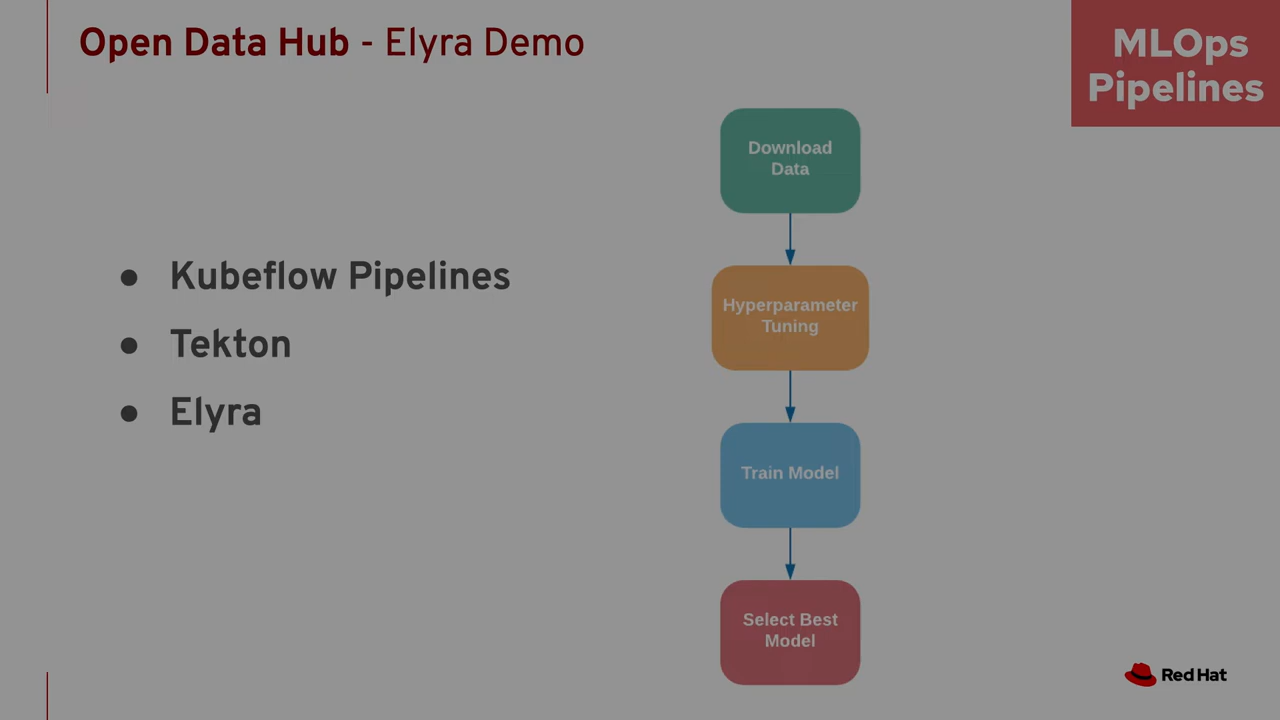 Open Data Hub - Elyra Demo
MLOps
Pipelines
● Kubeflow Pipelines
● Tekton
● Elyra
Download
Data
Hyperparameter
Tuning
Train Model
Select Best
Model
Red Hat